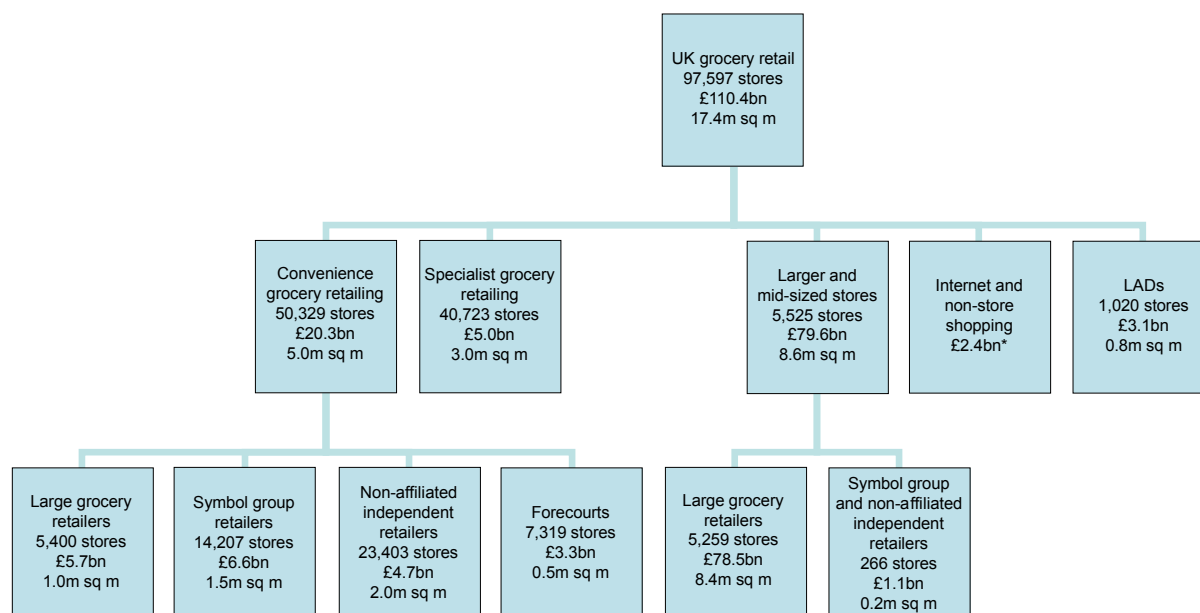 UK grocery retail
97,597 stores
£110.4bn
17.4m sq m
Convenience
grocery retailing
50,329 stores
£20.3bn
5.0m sq m
Specialist grocery
retailing
40,723 stores
£5.0bn
3.0m sq m
Larger and
mid-sized stores
5,525 stores
£79.6bn
8.6m sq m
Internet and
non-store
shopping
£2.4bn*
LADs
1,020 stores
£3.1bn
0.8m sq m
Large grocery
retailers
5,400 stores
£5.7bn
1.0m sq m
Symbol group
retailers
14,207 stores
£6.6bn
1.5m sq m
Non-affiliated
independent
retailers
23,403 stores
£4.7bn
2.0m sq m
Forecourts
7,319 stores
£3.3bn
0.5m sq m
Large grocery
retailers
5,259 stores
£78.5bn
8.4m sq m
Symbol group
and non-affiliated
independent
retailers
266 stores
£1.1bn
0.2m sq m